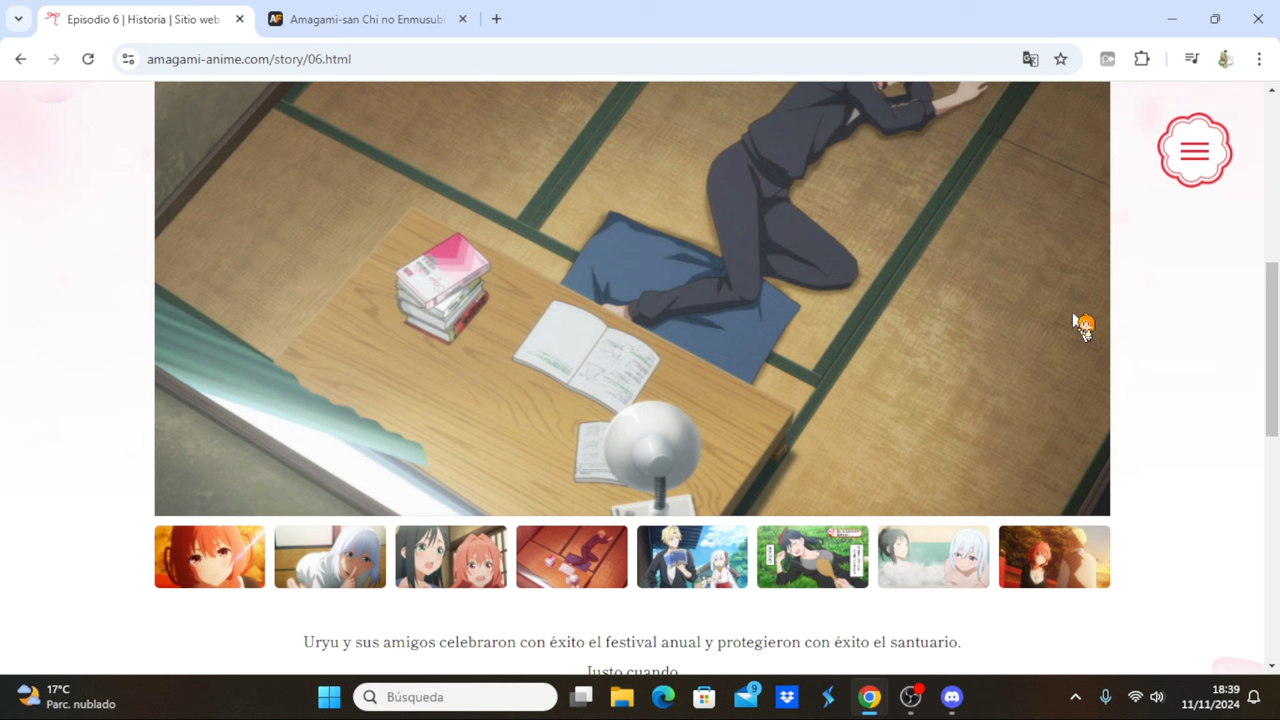 Episodio 6 | Historia | Sitio web
Amagami-san Chi no Enmusubi
amagami-anime.com/story/06.html
Uryu y sus amigos celebraron con éxito el festival anual y protegieron con éxito el santuario.
Justo cuando
17°C
Parc. nublado
Búsqueda
9
18:39
11/11/2024